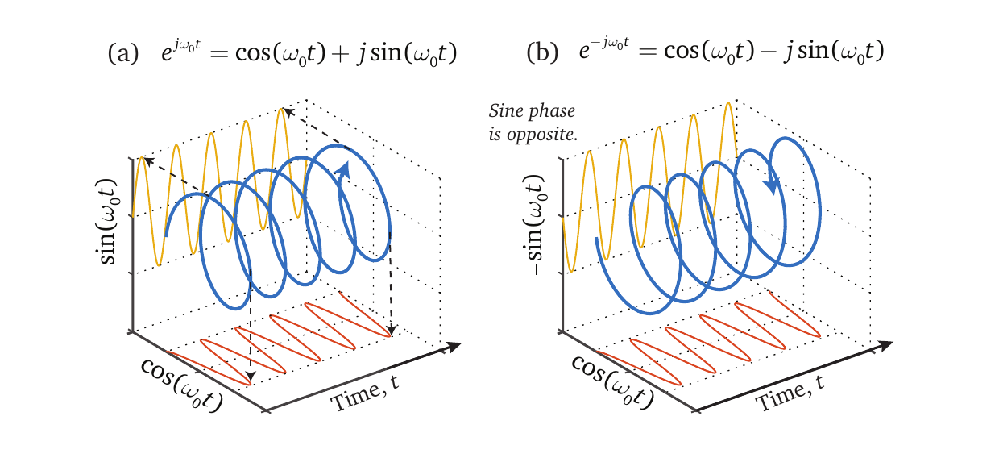 (a) e^{jω₀t} = cos(ω₀t) + j sin(ω₀t)
(b) e^{−jω₀t} = cos(ω₀t) − j sin(ω₀t)
Sine phase
is opposite.
sin(ω₀t)
cos(ω₀t)
Time, t
−sin(ω₀t)
cos(ω₀t)
Time, t